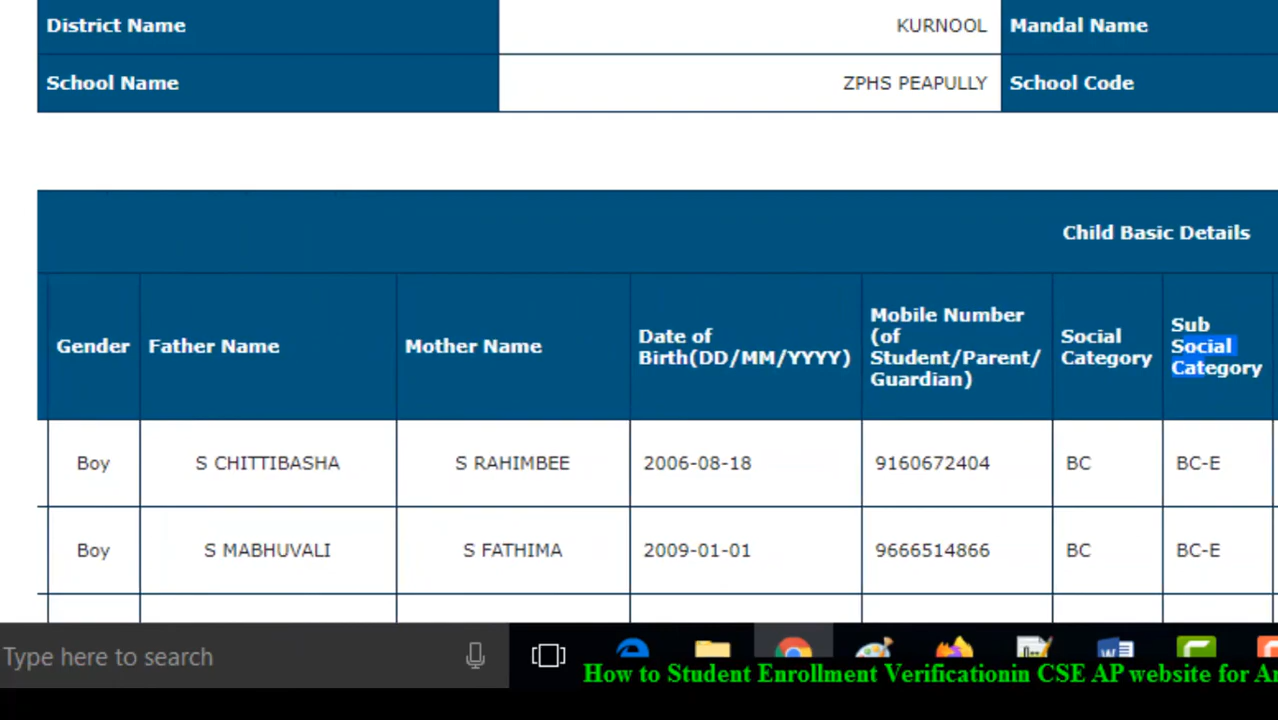 District Name KURNOOL Mandal Name
School Name ZPHS PEAPULLY School Code
Child Basic Details
Gender Father Name Mother Name Date of Birth(DD/MM/YYYY) Mobile Number (of Student/Parent/Guardian) Social Category Sub Social Category
Boy S CHITTIBASHA S RAHIMBEE 2006-08-18 9160672404 BC BC-E
Boy S MABHUVALI S FATHIMA 2009-01-01 9666514866 BC BC-E
Type here to search
How to Student Enrollment Verificationin CSE AP website for